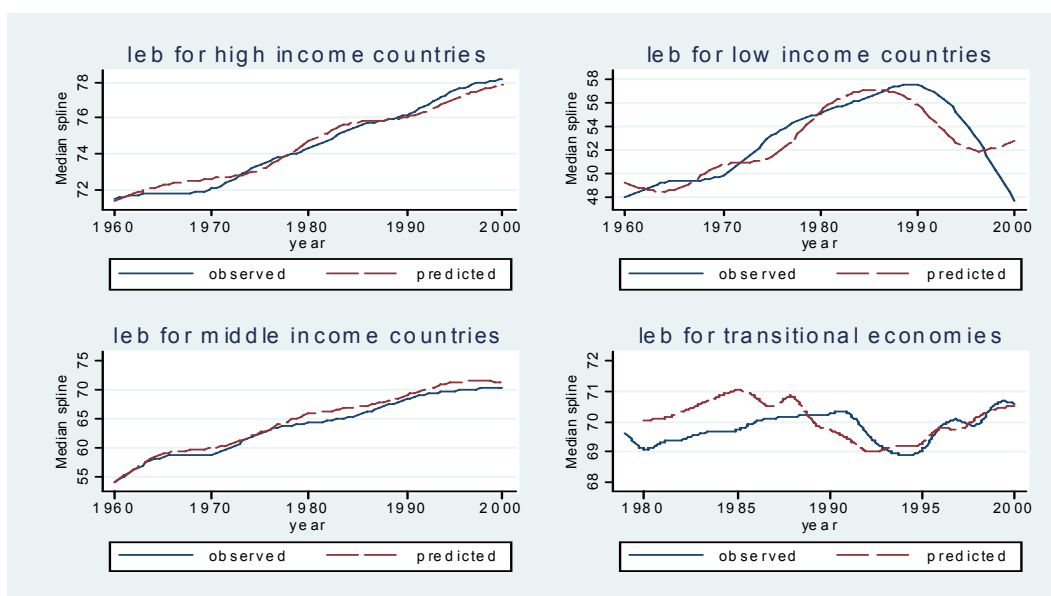 leb for high income countries
Median spline
78
76
74
72
1960 1970 1980 1990 2000
year
observed predicted
leb for low income countries
Median spline
58
56
54
52
50
48
1960 1970 1980 1990 2000
year
observed predicted
leb for middle income countries
Median spline
75
70
65
60
55
1960 1970 1980 1990 2000
year
observed predicted
leb for transitional economies
Median spline
72
71
70
69
68
1980 1985 1990 1995 2000
year
observed predicted